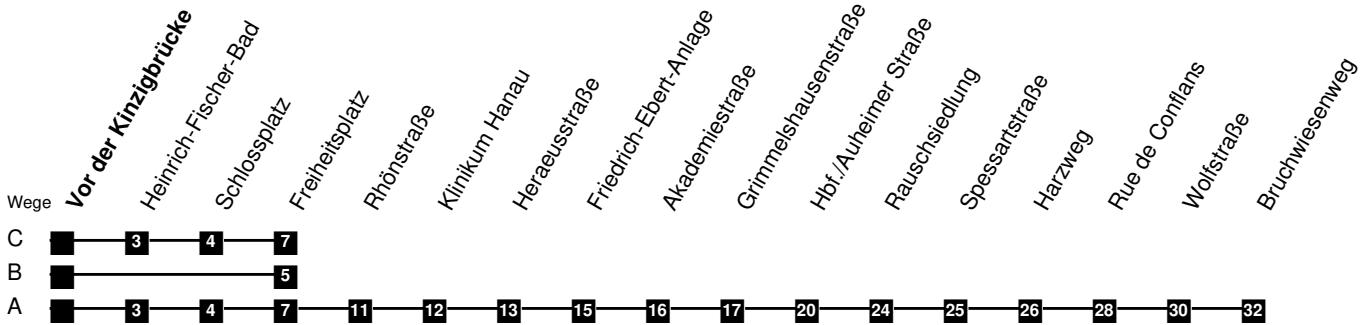 Vor der Kinzigbrücke
Heinrich-Fischer-Bad
Schlossplatz
Freiheitsplatz
Rhönstraße
Klinikum Hanau
Heraeusstraße
Friedrich-Ebert-Anlage
Akademiestraße
Grimmelshausenstraße
Hbf./Auheimer Straße
Rauschsiedlung
Spessartstraße
Harzweg
Rue de Conflans
Wolfstraße
Bruchwiesenweg
Wege
C 3 4 7
B 5
A 3 4 7 11 12 13 15 16 17 20 24 25 26 28 30 32